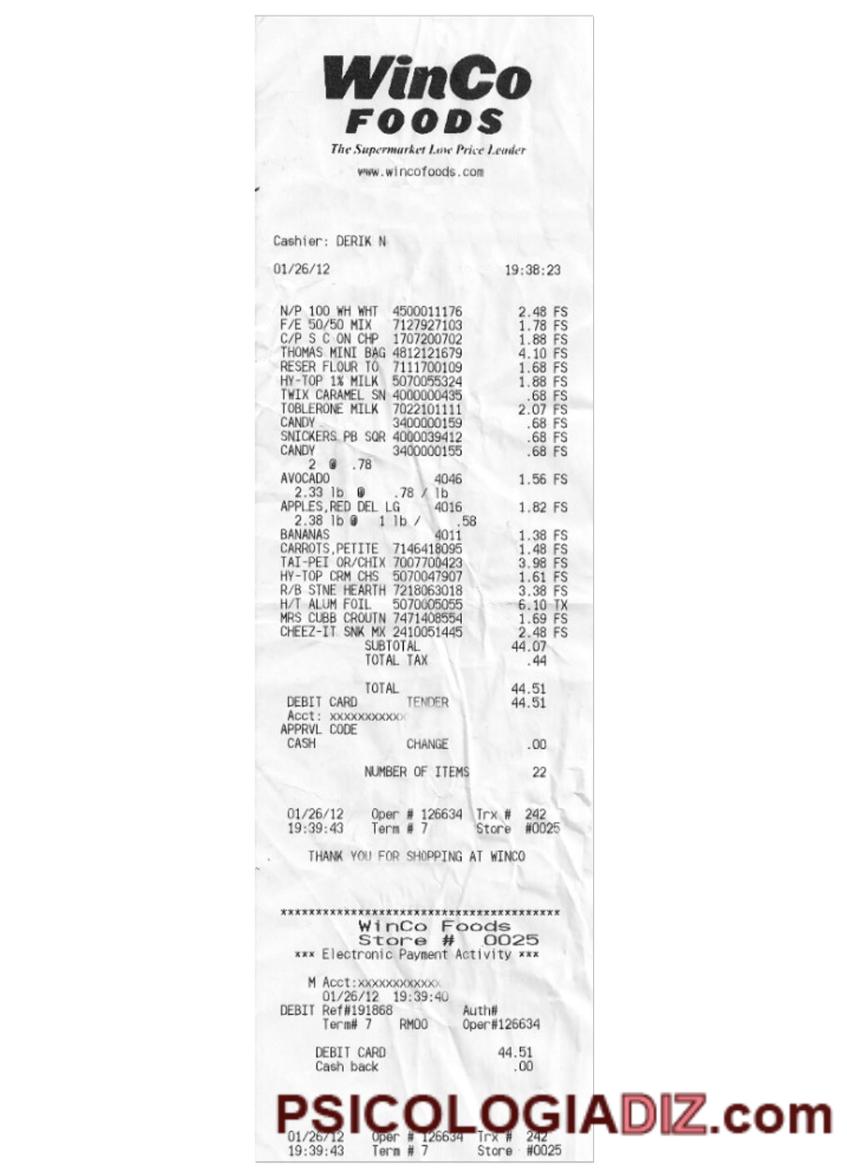 WinCo
FOODS
The Supermarket Low Price Leader
www.wincofoods.com
Cashier: DERIK N
01/26/12 19:38:23
N/P 100 WH WHT 4500011176 2.48 FS
F/E 50/50 MIX 7127927103 1.78 FS
C/P S C ON CHP 1707200702 1.88 FS
THOMAS MINI BAG 4812121679 4.10 FS
RESER FLOUR TO 7111700109 1.68 FS
HY-TOP 1% MILK 5070055324 1.88 FS
TWIX CARAMEL SN 4000000435 .68 FS
TOBLERONE MILK 7022101111 2.07 FS
CANDY 3400000159 .68 FS
SNICKERS PB SQR 4000039412 .68 FS
CANDY 3400000155 .68 FS
2 @ .78
AVOCADO 4046 1.56 FS
2.33 lb @ .78 / lb
APPLES,RED DEL LG 4016 1.82 FS
2.38 lb @ 1 lb / .58
BANANAS 4011 1.38 FS
CARROTS,PETITE 7146418095 1.48 FS
TAI-PEI OR/CHIX 7007700423 3.98 FS
HY-TOP CRM CHS 5070047907 1.61 FS
R/B STNE HEARTH 7218063018 3.38 FS
H/T ALUM FOIL 5070005055 6.10 TX
MRS CUBB CROUTN 7471408554 1.69 FS
CHEEZ-IT SNK MX 2410051445 2.48 FS
SUBTOTAL 44.07
TOTAL TAX .44
TOTAL 44.51
DEBIT CARD TENDER 44.51
Acct: xxxxxxxxxxx
APPRVL CODE
CASH CHANGE .00
NUMBER OF ITEMS 22
01/26/12 Oper # 126634 Trx # 242
19:39:43 Term # 7 Store #0025
THANK YOU FOR SHOPPING AT WINCO
****************************************
WinCo Foods
Store # 0025
*** Electronic Payment Activity ***
M Acct:xxxxxxxxxxxx
01/26/12 19:39:40
DEBIT Ref#191868 Auth#
Term# 7 RM00 Oper#126634
DEBIT CARD 44.51
Cash back .00
PSICOLOGIADIZ.com
01/26/12 Oper # 126634 Trx # 242
19:39:43 Term # 7 Store #0025